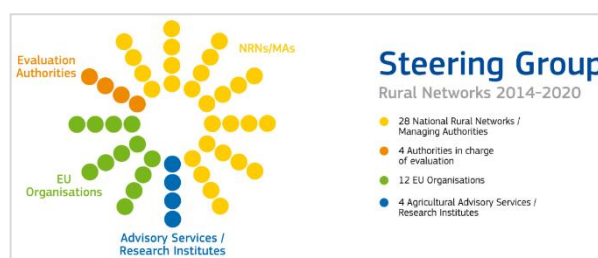 NRNs/MAs
Evaluation
Authorities
EU
Organisations
Advisory Services /
Research Institutes
Steering Group
Rural Networks 2014-2020
28 National Rural Networks /
Managing Authorities
4 Authorities in charge
of evaluation
12 EU Organisations
4 Agricultural Advisory Services /
Research Institutes